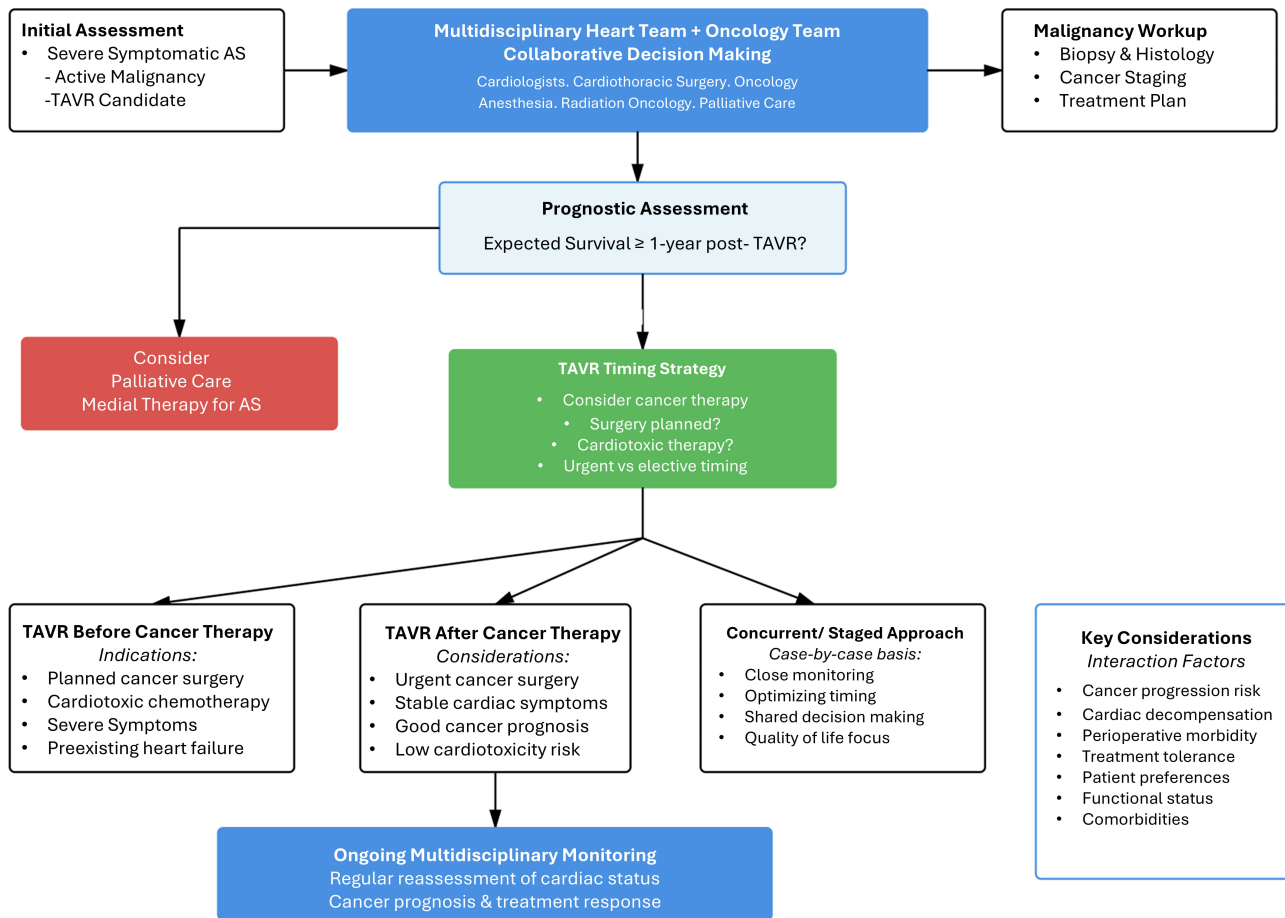 Initial Assessment
• Severe Symptomatic AS
- Active Malignancy
-TAVR Candidate
Multidisciplinary Heart Team + Oncology Team
Collaborative Decision Making
Cardiologists. Cardiothoracic Surgery. Oncology
Anesthesia. Radiation Oncology. Palliative Care
Malignancy Workup
• Biopsy & Histology
• Cancer Staging
• Treatment Plan
Prognostic Assessment
Expected Survival ≥ 1-year post- TAVR?
Consider
Palliative Care
Medial Therapy for AS
TAVR Timing Strategy
• Consider cancer therapy
• Surgery planned?
• Cardiotoxic therapy?
• Urgent vs elective timing
TAVR Before Cancer Therapy
Indications:
• Planned cancer surgery
• Cardiotoxic chemotherapy
• Severe Symptoms
• Preexisting heart failure
TAVR After Cancer Therapy
Considerations:
• Urgent cancer surgery
• Stable cardiac symptoms
• Good cancer prognosis
• Low cardiotoxicity risk
Concurrent/ Staged Approach
Case-by-case basis:
• Close monitoring
• Optimizing timing
• Shared decision making
• Quality of life focus
Key Considerations
Interaction Factors
• Cancer progression risk
• Cardiac decompensation
• Perioperative morbidity
• Treatment tolerance
• Patient preferences
• Functional status
• Comorbidities
Ongoing Multidisciplinary Monitoring
Regular reassessment of cardiac status
Cancer prognosis & treatment response